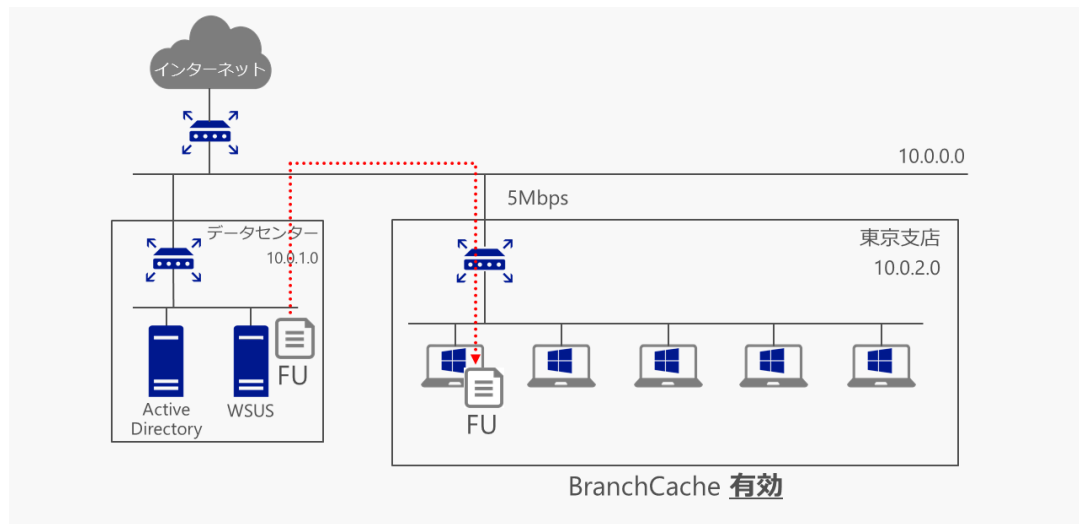 インターネット
10.0.0.0
5Mbps
データセンター
10.0.1.0
東京支店
10.0.2.0
FU
Active
Directory
WSUS
FU
BranchCache 有効